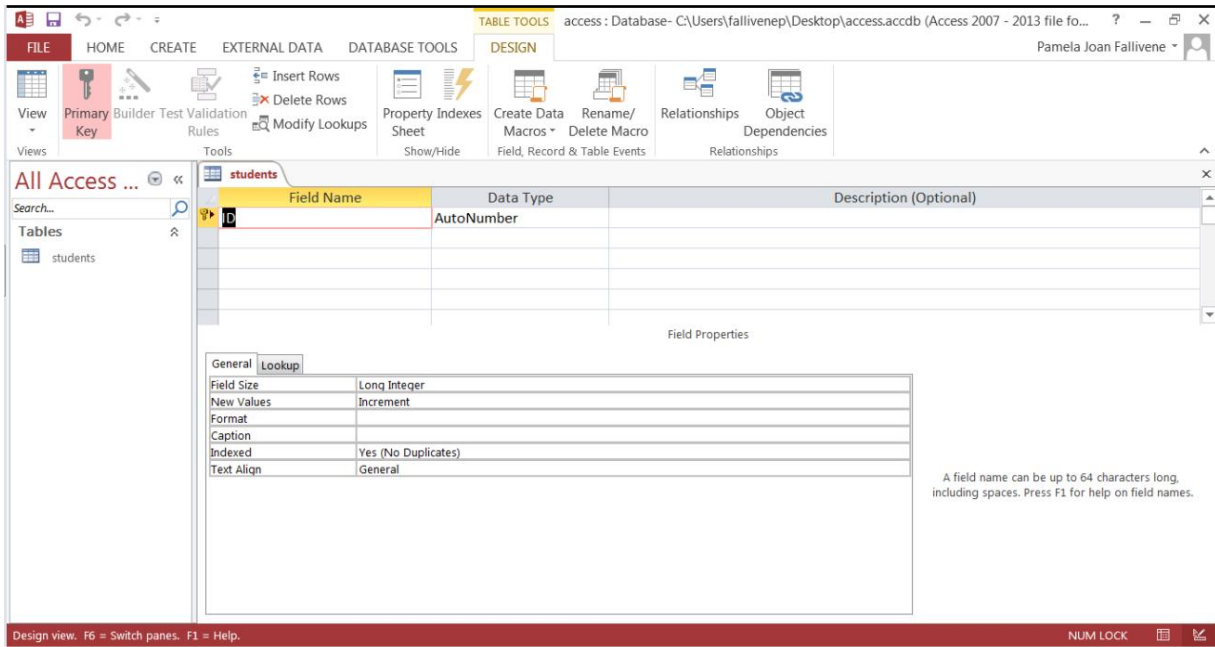 TABLE TOOLS access : Database- C:\Users\fallivenep\Desktop\access.accdb (Access 2007 - 2013 file fo... ?
FILE HOME CREATE EXTERNAL DATA DATABASE TOOLS DESIGN Pamela Joan Fallivene
View
Primary Key
Builder
Test Validation Rules
Insert Rows
Delete Rows
Modify Lookups
Property Sheet
Indexes
Create Data Macros
Rename/ Delete Macro
Relationships
Object Dependencies
Views Tools Show/Hide Field, Record & Table Events Relationships
All Access ... «
Search...
Tables
students
students
Field Name Data Type Description (Optional)
ID AutoNumber
Field Properties
General Lookup
Field Size Long Integer
New Values Increment
Format
Caption
Indexed Yes (No Duplicates)
Text Align General
A field name can be up to 64 characters long,
including spaces. Press F1 for help on field names.
Design view. F6 = Switch panes. F1 = Help. NUM LOCK